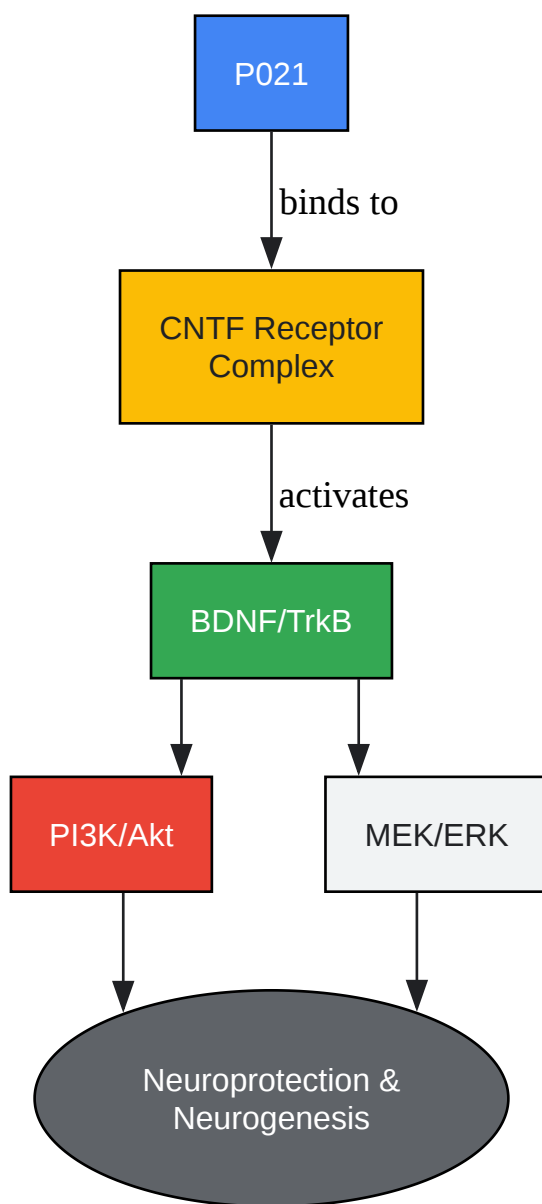 P021
binds to
CNTF Receptor
Complex
activates
BDNF/TrkB
PI3K/Akt
MEK/ERK
Neuroprotection &
Neurogenesis